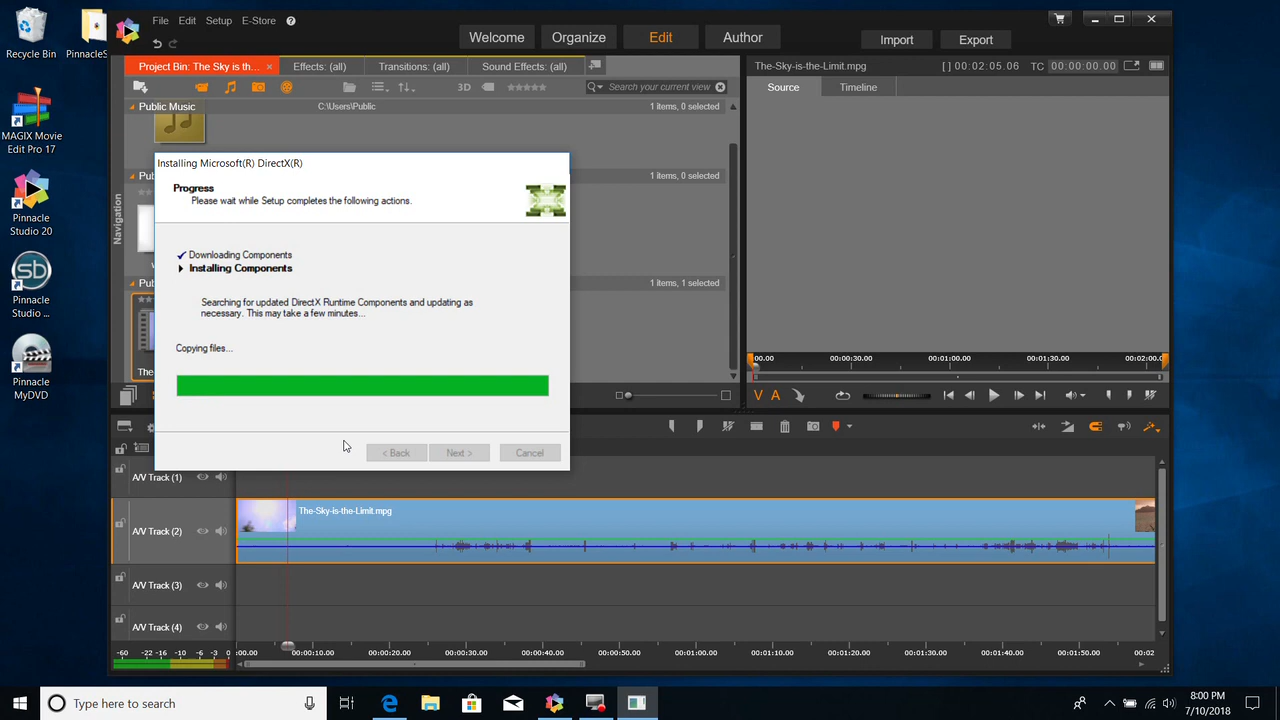 Recycle Bin
PinnacleS
MAGIX Movie
Edit Pro 17
Pinnacle
Studio 20
Pinnacle
Studio ...
Pinnacle
MyDVD
File Edit Setup E-Store
Welcome Organize Edit Author
Import Export
Project Bin: The Sky is th... × Effects: (all) Transitions: (all) Sound Effects: (all)
3D Search your current view
Public Music C:\Users\Public 1 items, 0 selected
1 items, 0 selected
1 items, 1 selected
Navigation
Installing Microsoft(R) DirectX(R)
Progress
Please wait while Setup completes the following actions.
Downloading Components
Installing Components
Searching for updated DirectX Runtime Components and updating as
necessary. This may take a few minutes...
Copying files...
< Back Next > Cancel
The-Sky-is-the-Limit.mpg [ ] 00:02:05.06 TC 00:00:00,00
Source Timeline
00:00:30.00 00:01:00.00 00:01:30.00
V A
A/V Track (1)
A/V Track (2)
The-Sky-is-the-Limit.mpg
A/V Track (3)
A/V Track (4)
-60 -22 -16 -10 -6 -3 0
:00.00 00:00:10.00 00:00:30.00 00:00:40.00 00:00:50.00 00:01:00.00 00:01:10.00 00:01:20.00 00:01:30.00 00:01:40.00 00:01:50.00 00:02
Type here to search
8:00 PM
7/10/2018